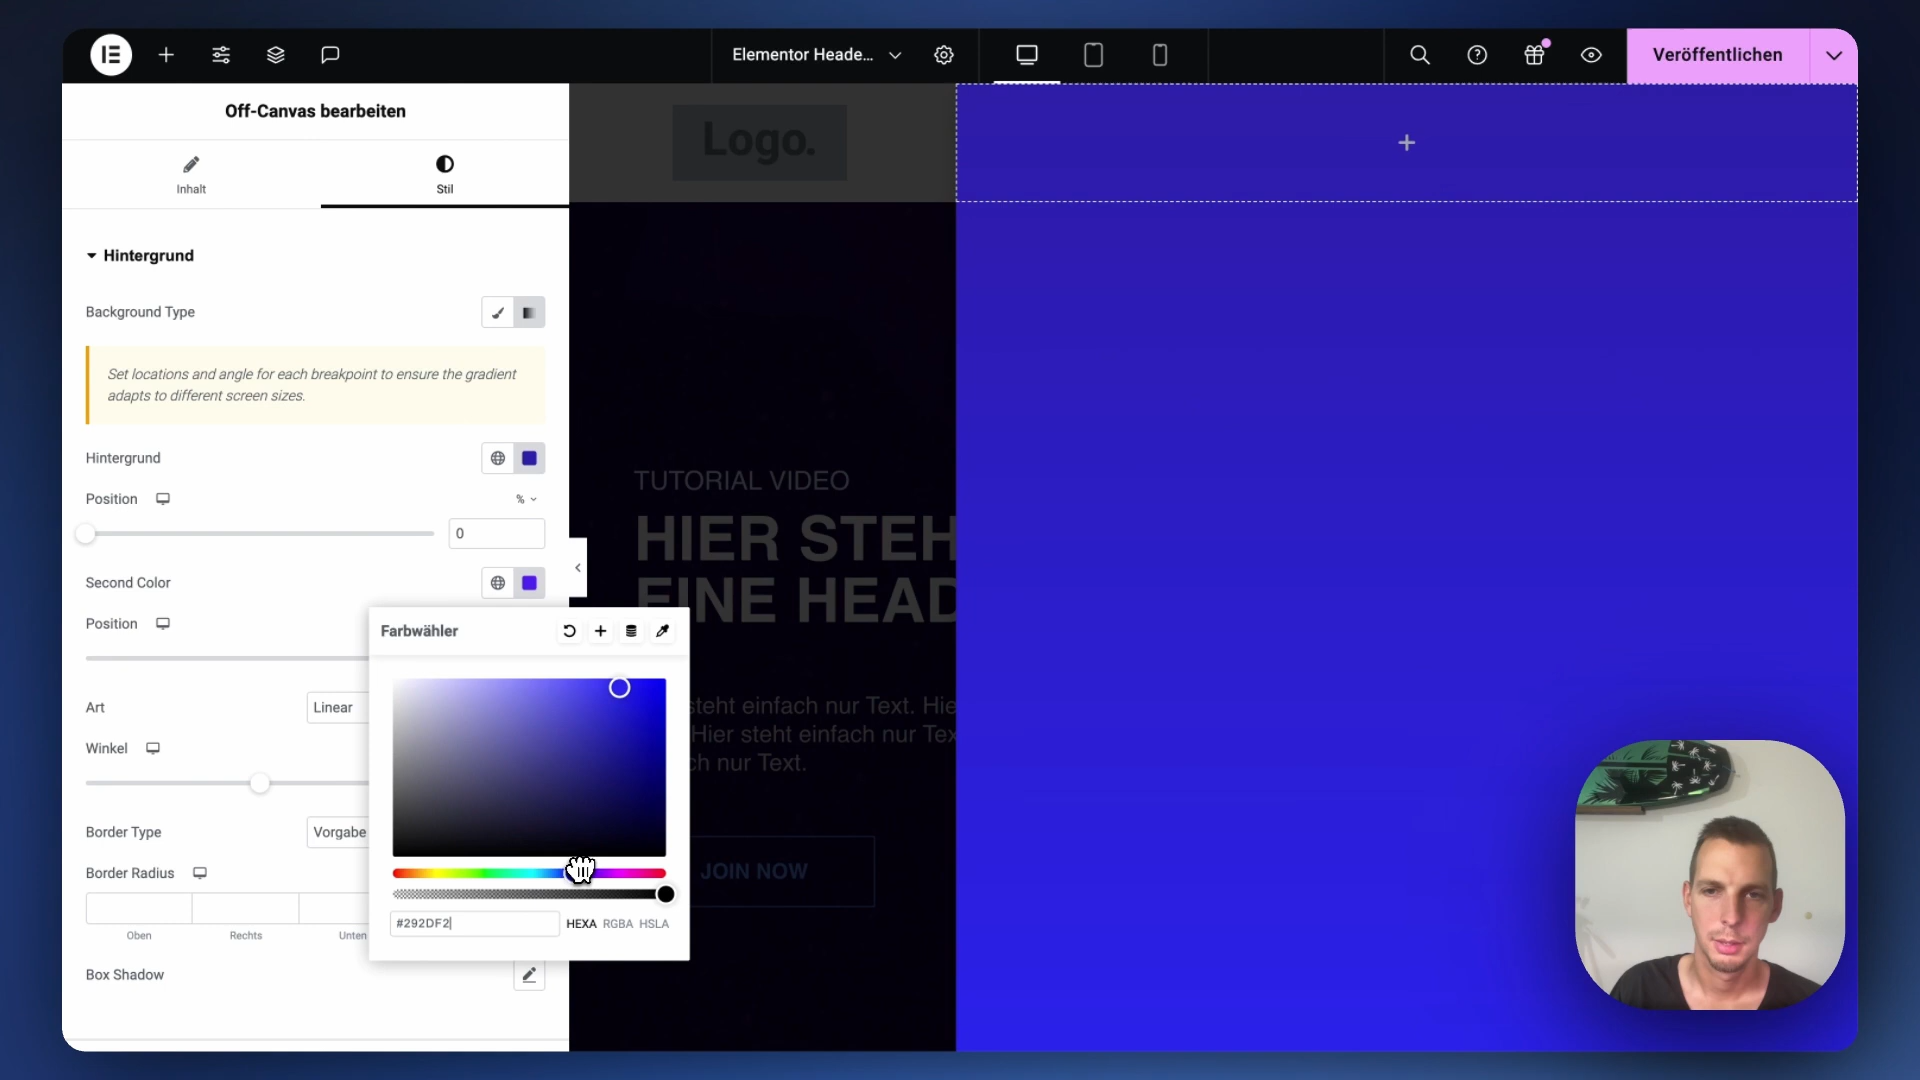 Elementor Heade...
Veröffentlichen
Off-Canvas bearbeiten
Inhalt
Stil
Hintergrund
Background Type
Set locations and angle for each breakpoint to ensure the gradient
adapts to different screen sizes.
Hintergrund
Position
%
0
Second Color
Position
Art
Linear
Winkel
Border Type
Vorgabe
Border Radius
Oben
Rechts
Unten
Box Shadow
Farbwähler
#292DF2
HEXA RGBA HSLA
Logo.
TUTORIAL VIDEO
HIER STEH
EINE HEAD
steht einfach nur Text. Hie
Hier steht einfach nur Tex
ch nur Text.
JOIN NOW